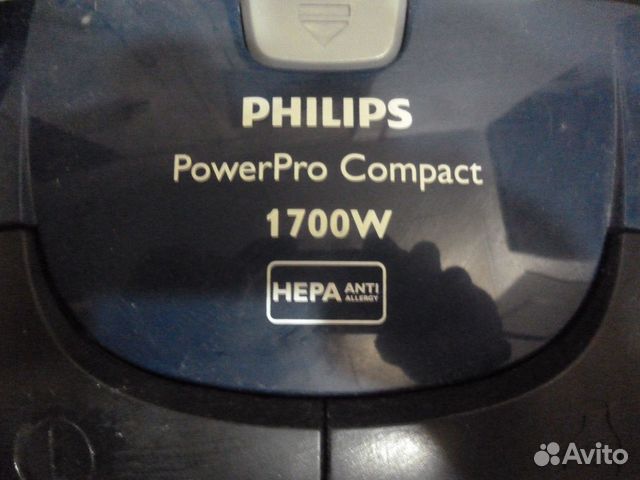 PHILIPS
PowerPro Compact
1700W
HEPA ANTI
ALLERGY
Avito